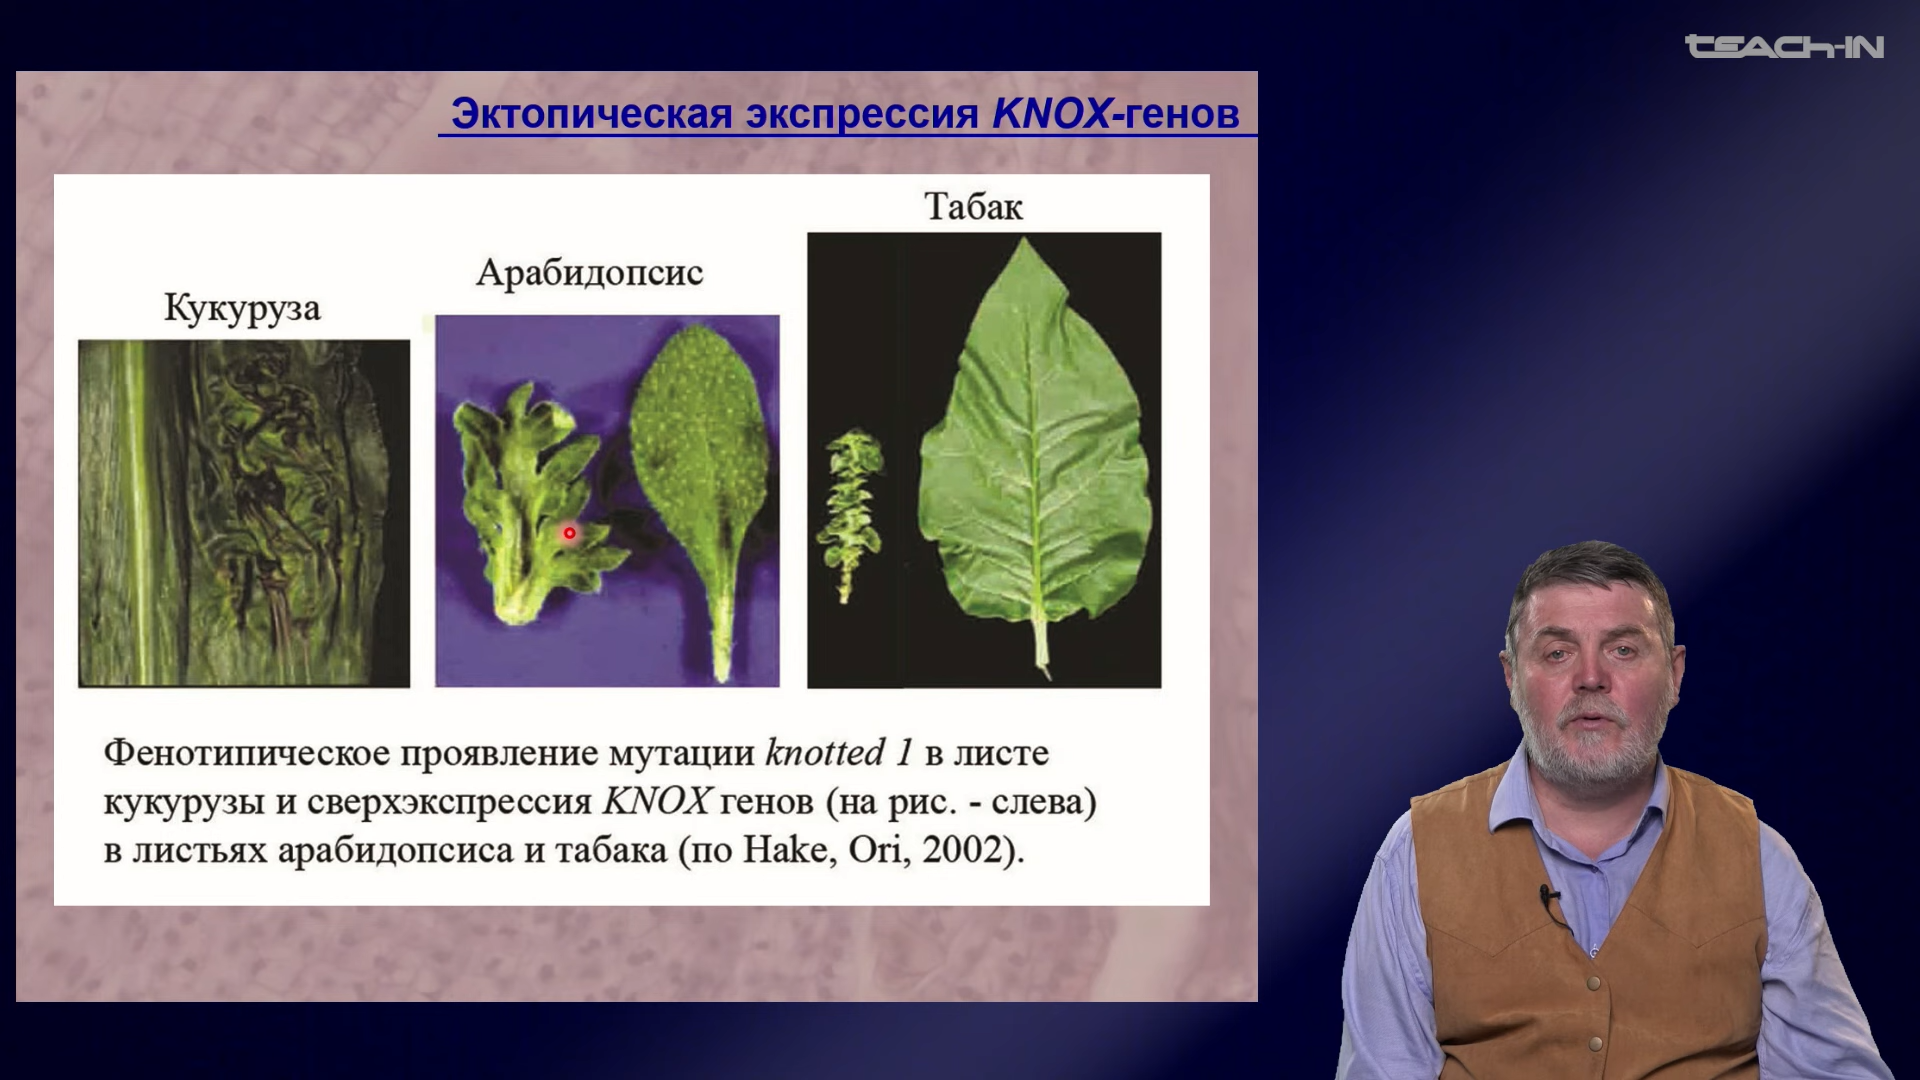 TEACH-IN
Эктопическая экспрессия KNOX-генов
Табак
Арабидопсис
Кукуруза
Фенотипическое проявление мутации knotted 1 в листе
кукурузы и сверхэкспрессия KNOX генов (на рис. - слева)
в листьях арабидопсиса и табака (по Hake, Ori, 2002).